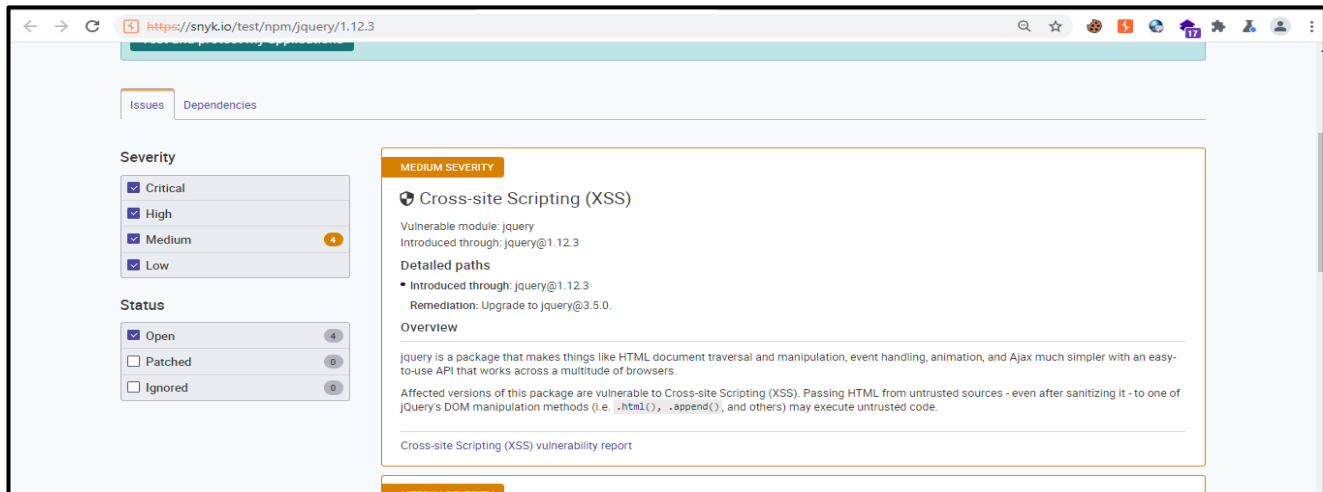 https://snyk.io/test/npm/jquery/1.12.3
17
Issues Dependencies
Severity
Critical
High
Medium 4
Low
Status
Open 4
Patched 0
Ignored 0
MEDIUM SEVERITY
Cross-site Scripting (XSS)
Vulnerable module: jquery
Introduced through: jquery@1.12.3
Detailed paths
Introduced through: jquery@1.12.3
Remediation: Upgrade to jquery@3.5.0.
Overview
jquery is a package that makes things like HTML document traversal and manipulation, event handling, animation, and Ajax much simpler with an easy-
to-use API that works across a multitude of browsers.
Affected versions of this package are vulnerable to Cross-site Scripting (XSS). Passing HTML from untrusted sources - even after sanitizing it - to one of
jQuery's DOM manipulation methods (i.e. .html(), .append(), and others) may execute untrusted code.
Cross-site Scripting (XSS) vulnerability report